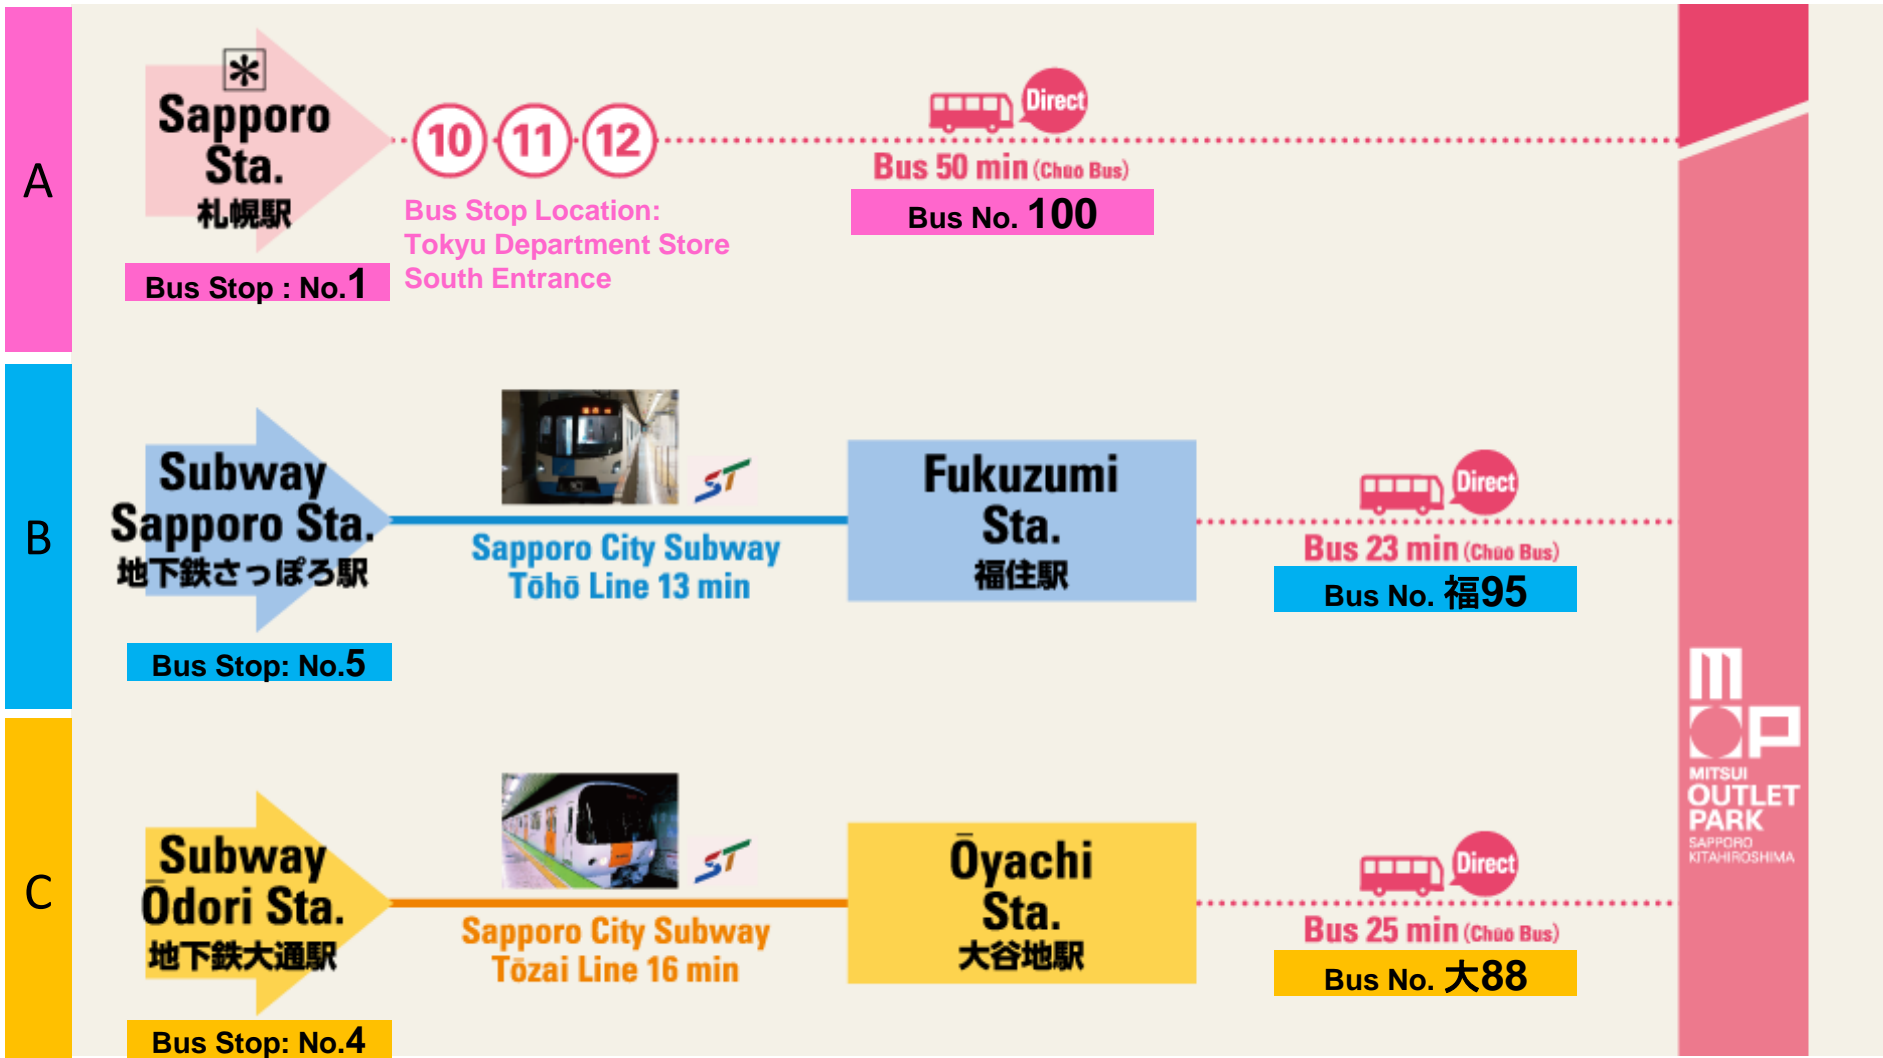 A
*
Sapporo
Sta.
札幌駅
Bus Stop : No.1
10 11 12
Bus Stop Location:
Tokyu Department Store
South Entrance
Direct
Bus 50 min (Chūō Bus)
Bus No. 100
B
Subway
Sapporo Sta.
地下鉄さっぽろ駅
Bus Stop: No.5
ST
Sapporo City Subway
Tōhō Line 13 min
Fukuzumi
Sta.
福住駅
Direct
Bus 23 min (Chūō Bus)
Bus No. 福95
C
Subway
Ōdori Sta.
地下鉄大通駅
Bus Stop: No.4
ST
Sapporo City Subway
Tōzai Line 16 min
Ōyachi
Sta.
大谷地駅
Direct
Bus 25 min (Chūō Bus)
Bus No. 大88
MOP
MITSUI
OUTLET
PARK
SAPPORO
KITAHIROSHIMA